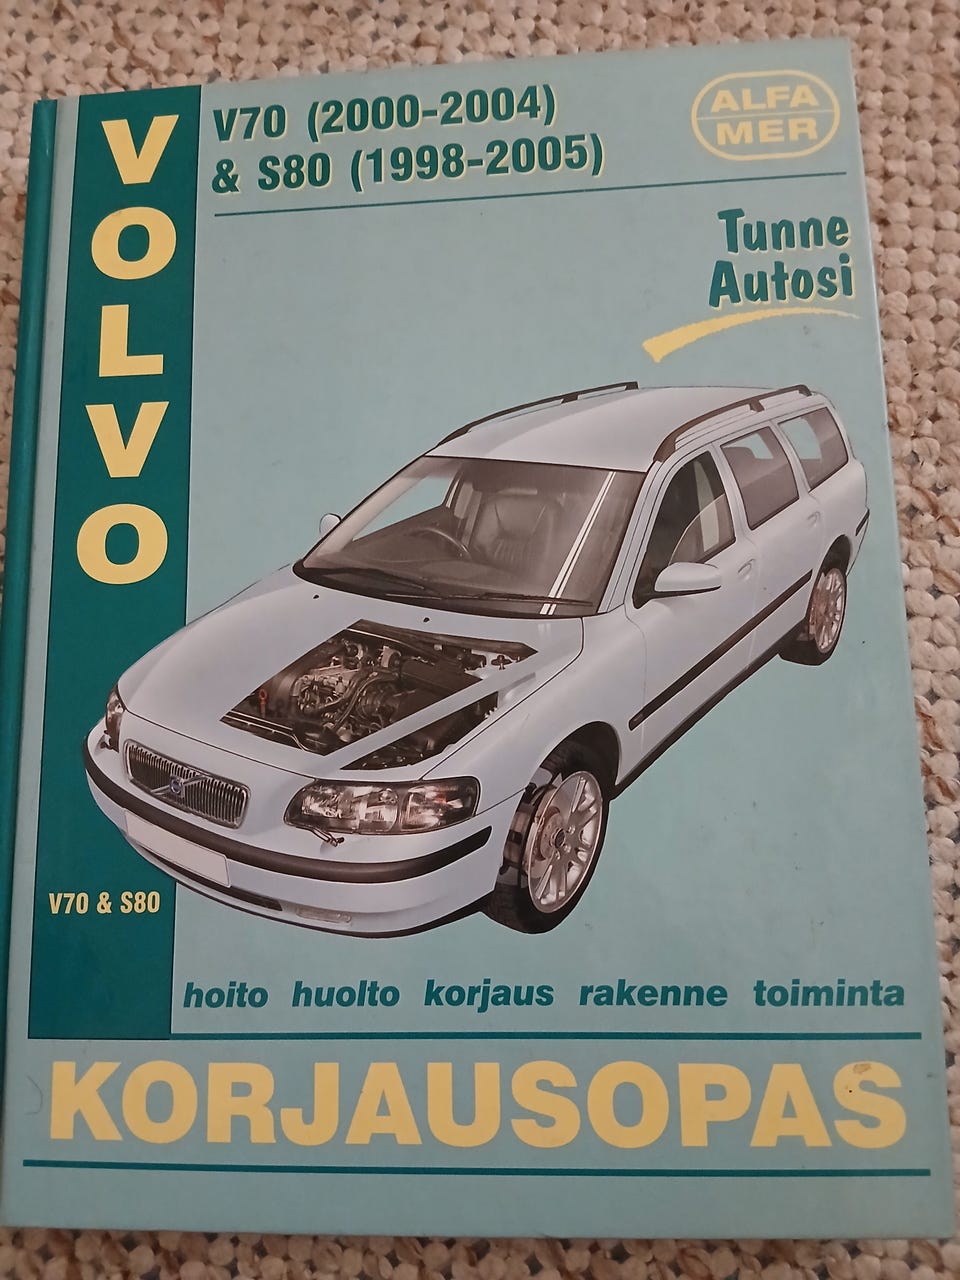 VOLVO
V70 (2000-2004)
& S80 (1998-2005)
ALFA
MER
Tunne
Autosi
V70 & S80
hoito huolto korjaus rakenne toiminta
KORJAUSOPAS